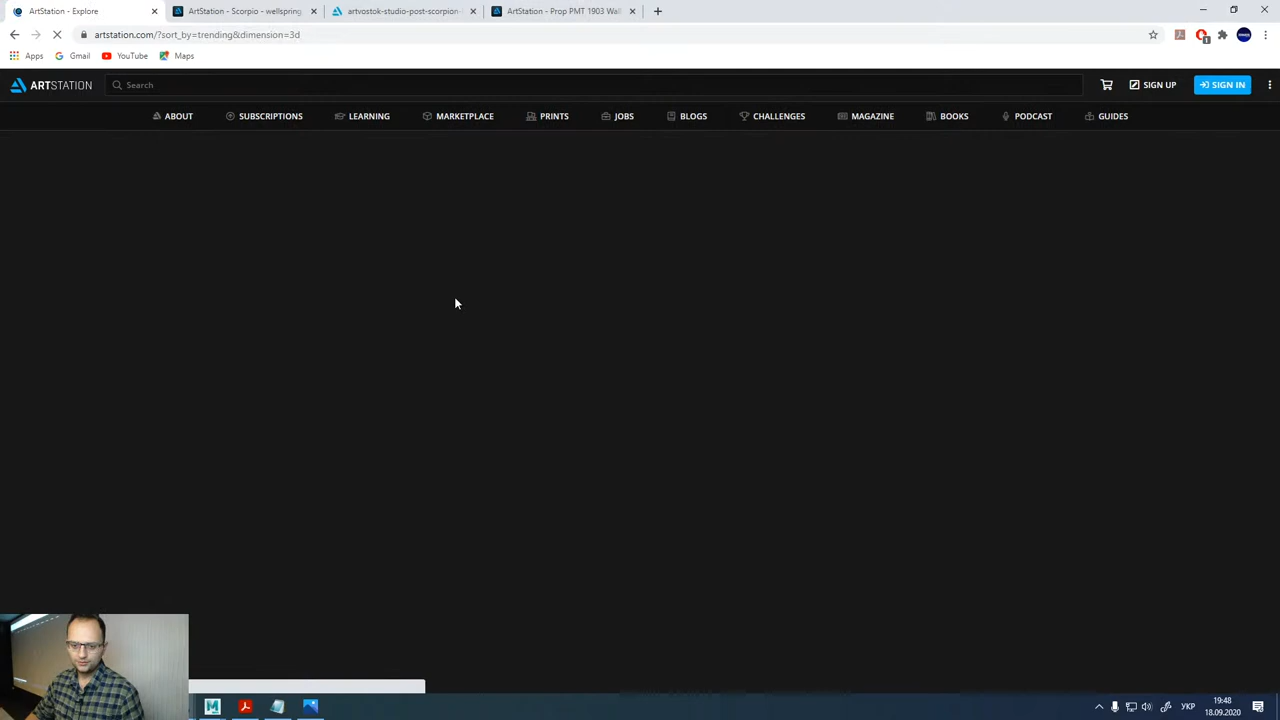 ArtStation - Explore
ArtStation - Scorpio - wellspring
artvostok-studio-post-scorpion-
ArtStation - Prop PMT 1903 Wal
artstation.com/?sort_by=trending&dimension=3d
1
Apps Gmail YouTube Maps
ARTSTATION Search SIGN UP SIGN IN
ABOUT SUBSCRIPTIONS LEARNING MARKETPLACE PRINTS JOBS BLOGS CHALLENGES MAGAZINE BOOKS PODCAST GUIDES
УКР
19:48
18.09.2020